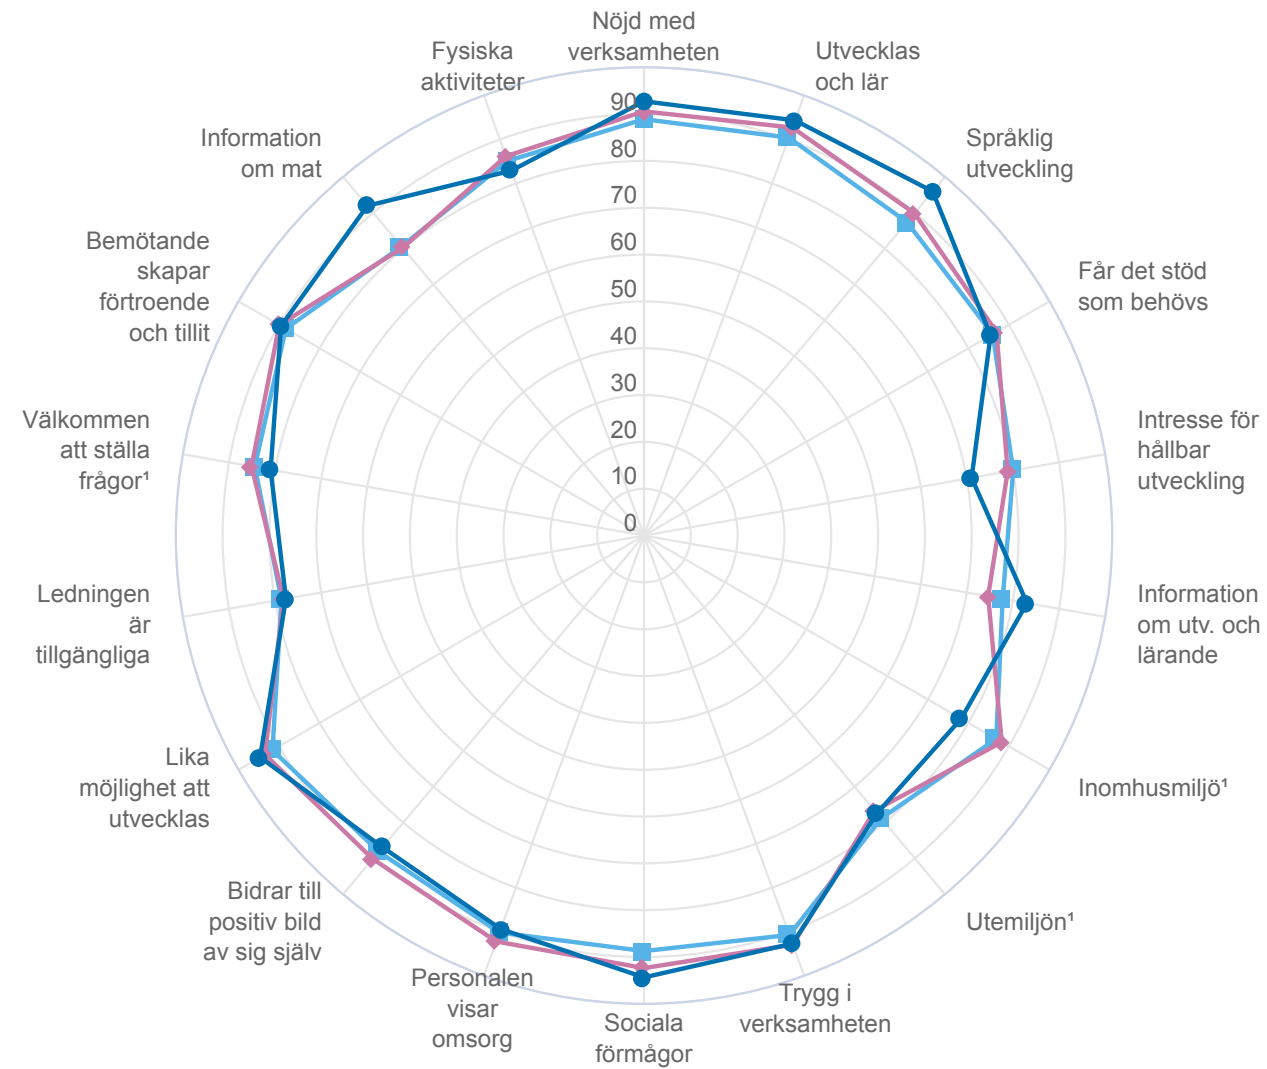 Nöjd med
verksamheten
Utvecklas
och lär
Språklig
utveckling
Får det stöd
som behövs
Intresse för
hållbar
utveckling
Information
om utv. och
lärande
Inomhusmiljö¹
Utemiljön¹
Trygg i
verksamheten
Sociala
förmågor
Personalen
visar
omsorg
Bidrar till
positiv bild
av sig själv
Lika
möjlighet att
utvecklas
Ledningen
är
tillgängliga
Välkommen
att ställa
frågor¹
Bemötande
skapar
förtroende
och tillit
Information
om mat
Fysiska
aktiviteter
90
80
70
60
50
40
30
20
10
0